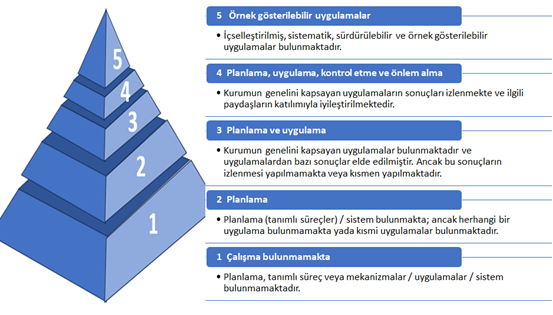 5 Örnek gösterilebilir uygulamalar
• İçselleştirilmiş, sistematik, sürdürülebilir ve örnek gösterilebilir
uygulamalar bulunmaktadır.
4 Planlama, uygulama, kontrol etme ve önlem alma
• Kurumun genelini kapsayan uygulamaların sonuçları izlenmekte ve ilgili
paydaşların katılımıyla iyileştirilmektedir.
3 Planlama ve uygulama
• Kurumun genelini kapsayan uygulamalar bulunmaktadır ve
uygulamalardan bazı sonuçlar elde edilmiştir. Ancak bu sonuçların
izlenmesi yapılmamakta veya kısmen yapılmaktadır.
2 Planlama
• Planlama (tanımlı süreçler) / sistem bulunmakta; ancak herhangi bir
uygulama bulunmamakta yada kısmi uygulamalar bulunmaktadır.
1 Çalışma bulunmamakta
• Planlama, tanımlı süreç veya mekanizmalar / uygulamalar / sistem
bulunmamaktadır.
5
4
3
2
1